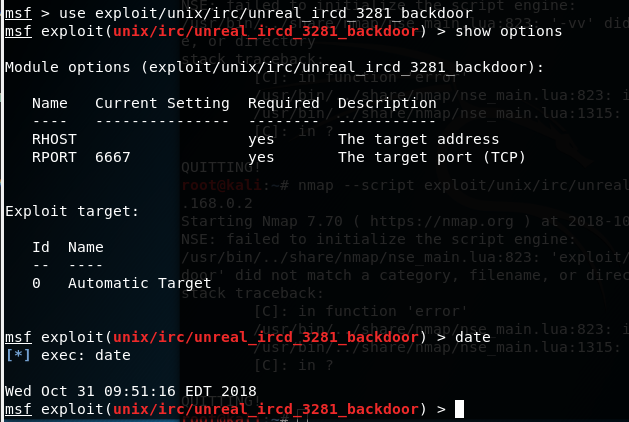 msf > use exploit/unix/irc/unreal_ircd_3281_backdoor
msf exploit(unix/irc/unreal_ircd_3281_backdoor) > show options
Module options (exploit/unix/irc/unreal_ircd_3281_backdoor):
Name Current Setting Required Description
---- --------------- -------- -----------
RHOST yes The target address
RPORT 6667 yes The target port (TCP)
Exploit target:
Id Name
-- ----
0 Automatic Target
msf exploit(unix/irc/unreal_ircd_3281_backdoor) > date
[*] exec: date
Wed Oct 31 09:51:16 EDT 2018
msf exploit(unix/irc/unreal_ircd_3281_backdoor) >
NSE: failed to initialize the script engine:
nse_main.lua:823: '-vv' did
e, or directory
stack traceback:
[C]: in function 'error'
/usr/bin/../share/nmap/nse_main.lua:823: i
/usr/bin/../share/nmap/nse_main.lua:1315:
[C]: in ?
QUITTING!
root@kali:~# nmap --script exploit/unix/irc/unreal
.168.0.2
Starting Nmap 7.70 ( https://nmap.org ) at 2018-10
NSE: failed to initialize the script engine:
/usr/bin/../share/nmap/nse_main.lua:823: 'exploit/
door' did not match a category, filename, or direc
stack traceback:
[C]: in function 'error'
/usr/bin/../share/nmap/nse_main.lua:823: i
/usr/bin/../share/nmap/nse_main.lua:1315:
[C]: in ?
QUITTING!